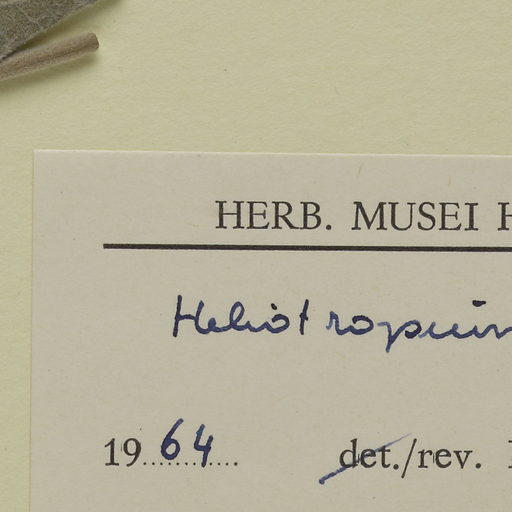 HERB. MUSEI H
Heliotropium
1964 det./rev.